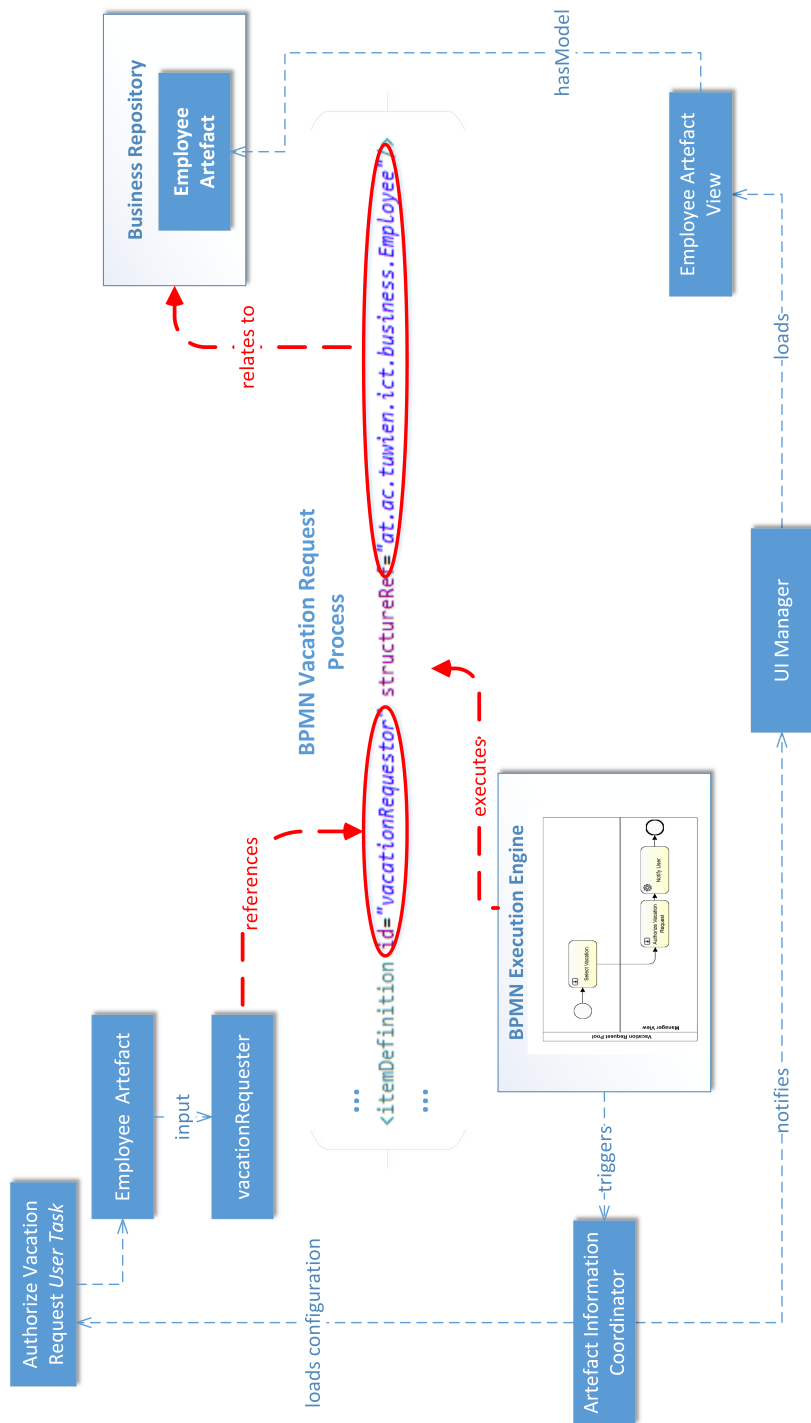 Authorize Vacation
Request User Task
Employee  Artefact
input
vacationRequester
references
BPMN Vacation Request
Process
relates to
Business Repository
Employee
Artefact
hasModel
...
<itemDefinition id="vacationRequestor" structureRef="at.ac.tuwien.ict.business.Employee"/>
...
loads configuration
executes
BPMN Execution Engine
Vacation Request Pool
Manager View
Select Vacation
Authorize Vacation
Request
Notify User
triggers
Artefact Information
Coordinator
notifies
UI Manager
loads
Employee Artefact
View